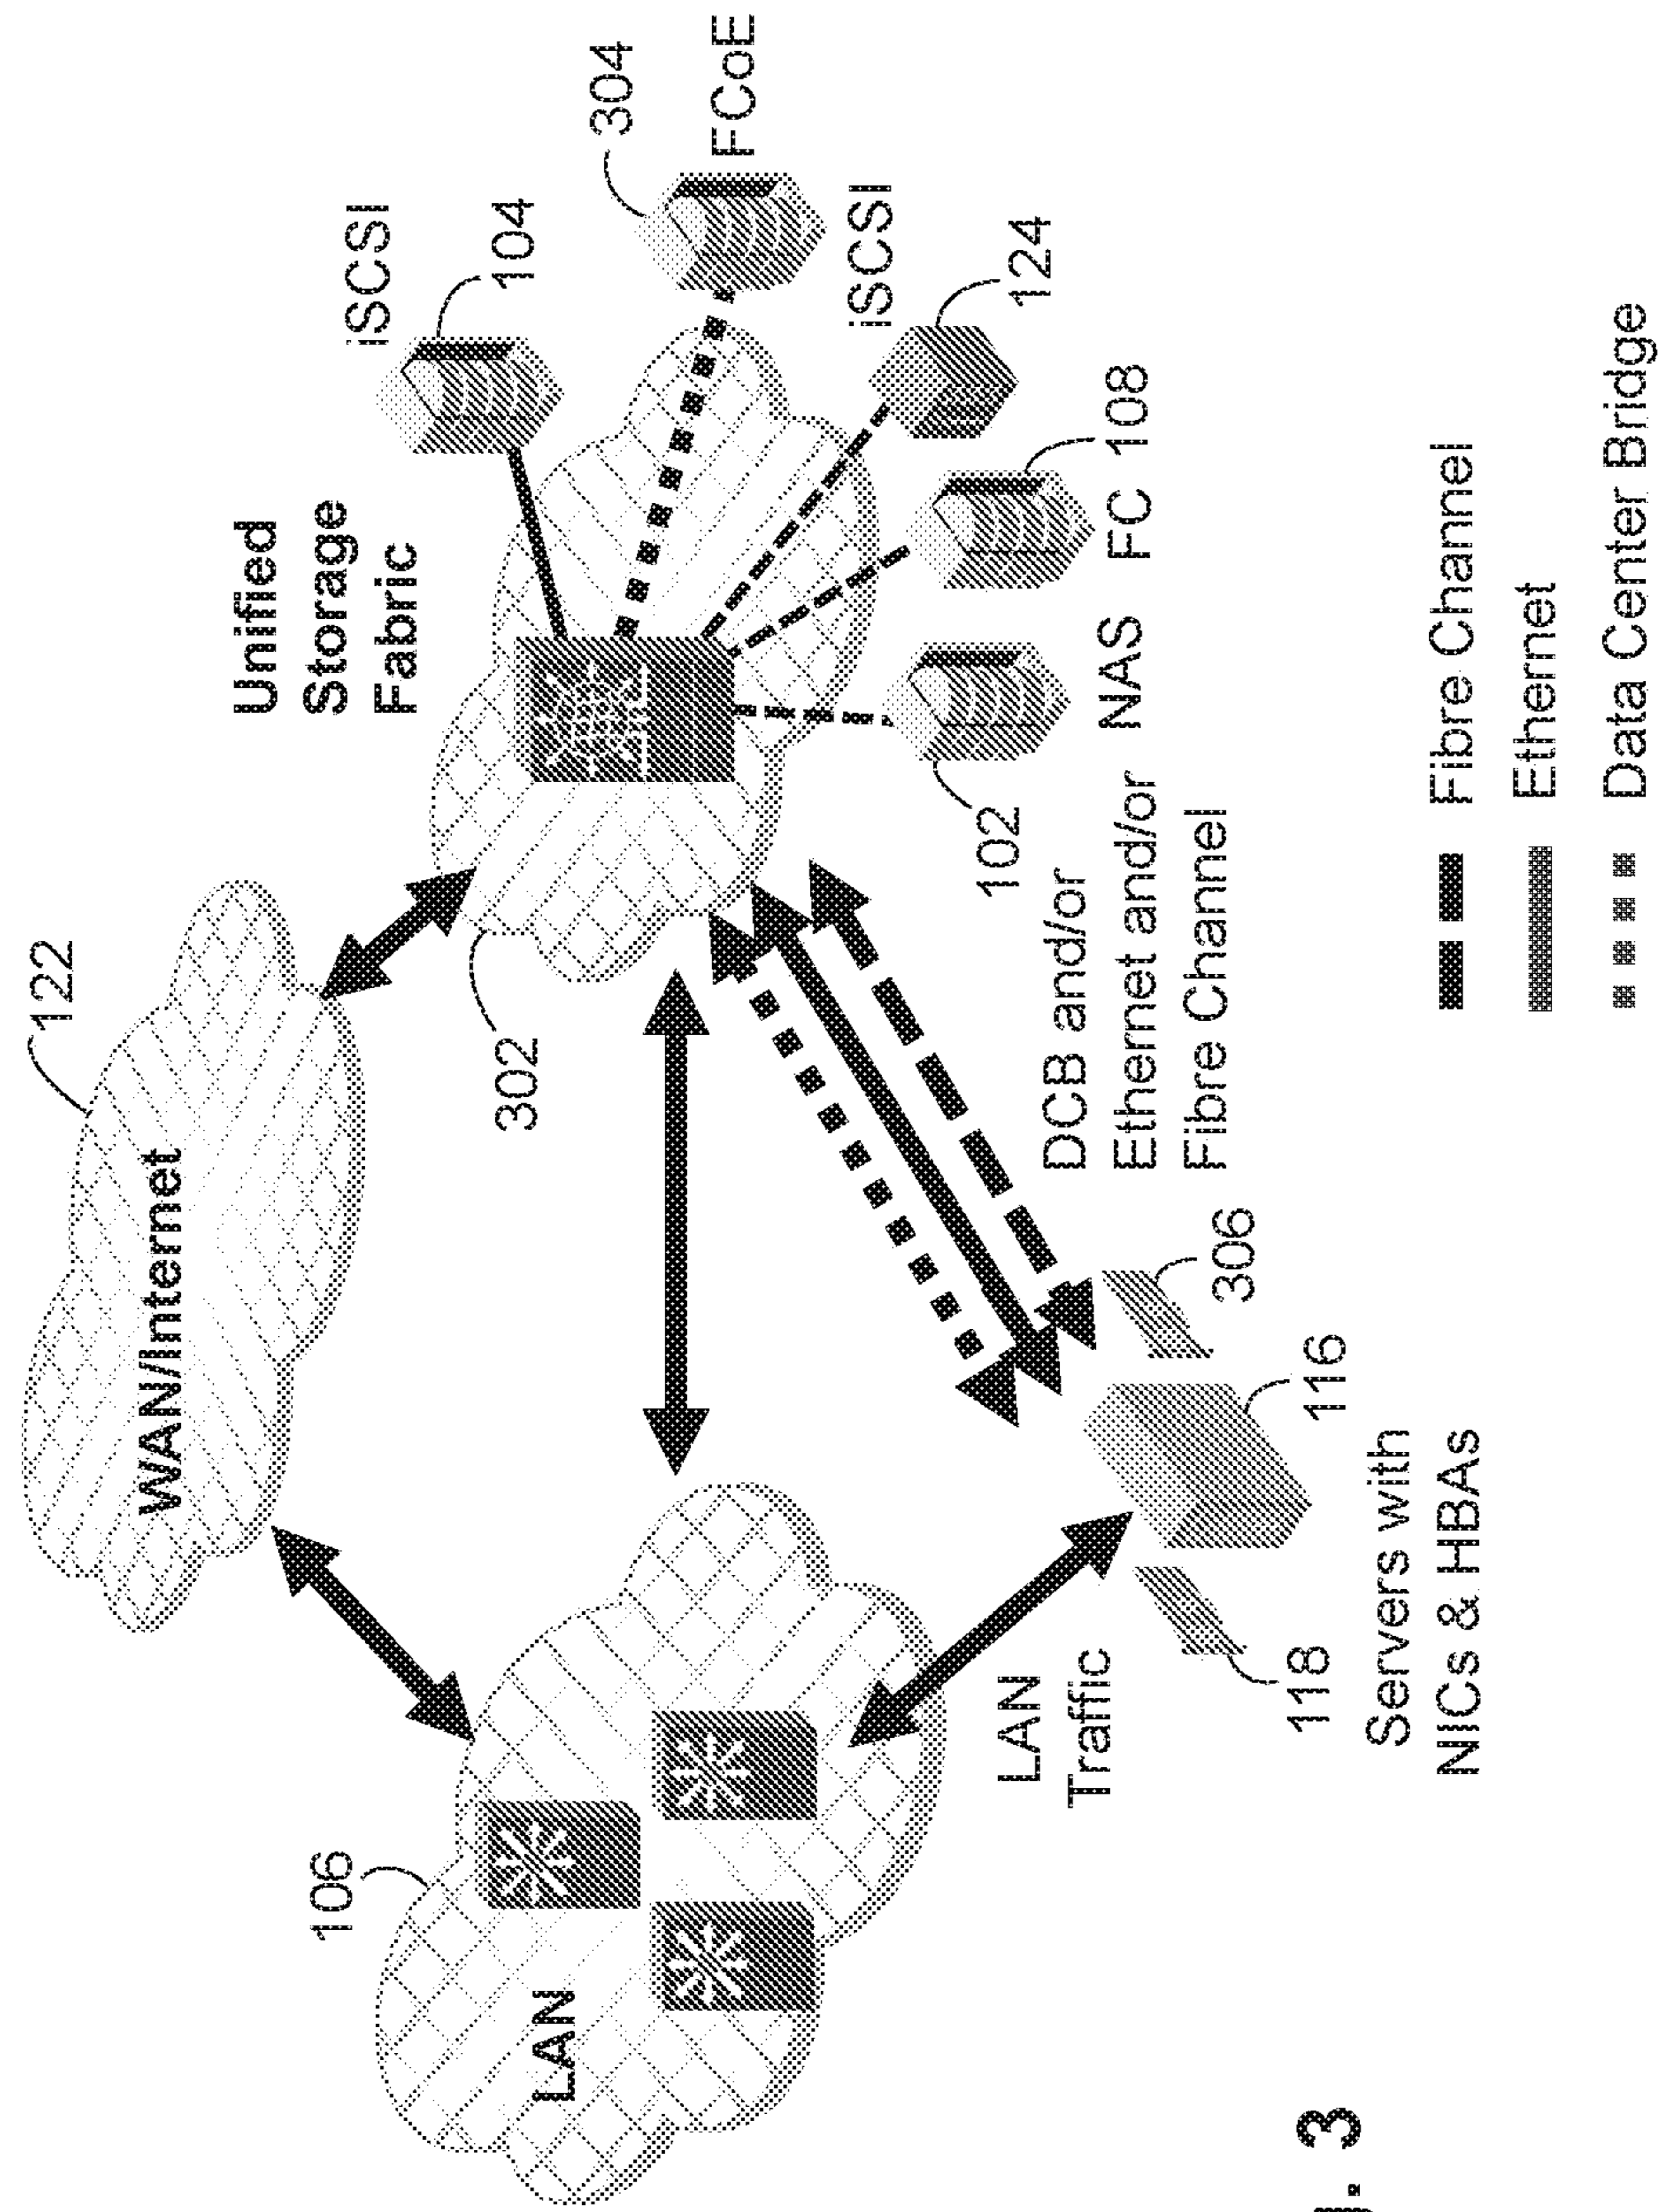 122
WAN/Internet
Unified
Storage
Fabric
iSCSI
104
304
FCoE
iSCSI
124
FC 108
NAS
102
302
106
LAN
DCB and/or
Ethernet and/or
Fibre Channel
LAN
Traffic
306
116
118
Servers with
NICs & HBAs
Fibre Channel
Ethernet
Data Center Bridge
3